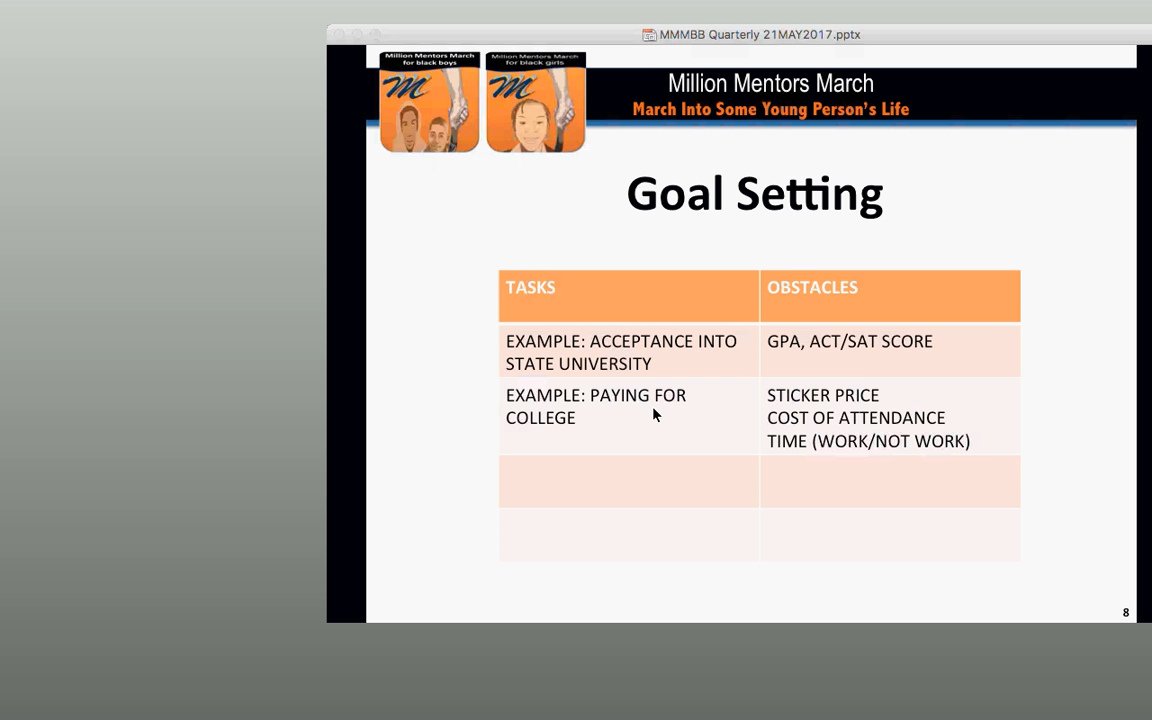 MMMBB Quarterly 21MAY2017.pptx
Million Mentors March
for black boys
Million Mentors March
for black girls
Million Mentors March
March Into Some Young Person's Life
Goal Setting
TASKS
OBSTACLES
EXAMPLE: ACCEPTANCE INTO
STATE UNIVERSITY
GPA, ACT/SAT SCORE
EXAMPLE: PAYING FOR
COLLEGE
STICKER PRICE
COST OF ATTENDANCE
TIME (WORK/NOT WORK)
8